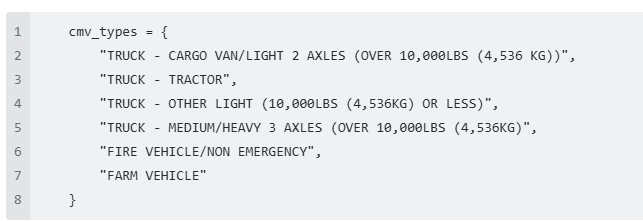 1 cmv_types = {
2 "TRUCK - CARGO VAN/LIGHT 2 AXLES (OVER 10,000LBS (4,536 KG))",
3 "TRUCK - TRACTOR",
4 "TRUCK - OTHER LIGHT (10,000LBS (4,536KG) OR LESS)",
5 "TRUCK - MEDIUM/HEAVY 3 AXLES (OVER 10,000LBS (4,536KG)",
6 "FIRE VEHICLE/NON EMERGENCY",
7 "FARM VEHICLE"
8 }